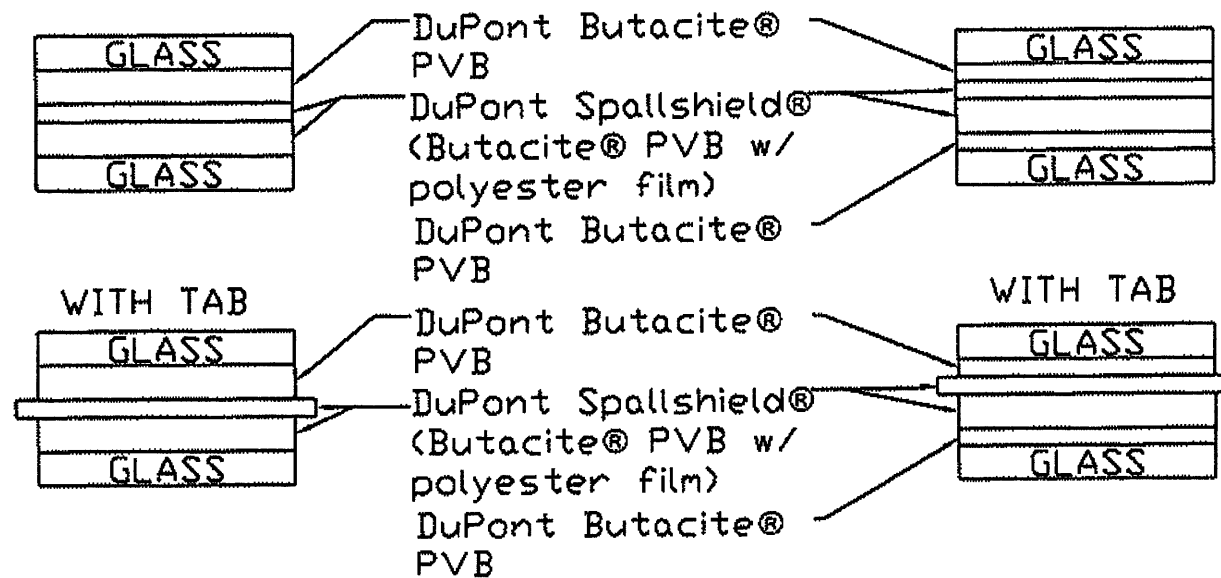 GLASS
GLASS
DuPont Butacite®
PVB
DuPont Spallshield®
(Butacite® PVB w/
polyester film)
DuPont Butacite®
PVB
GLASS
GLASS
WITH TAB
GLASS
GLASS
DuPont Butacite®
PVB
DuPont Spallshield®
(Butacite® PVB w/
polyester film)
DuPont Butacite®
PVB
WITH TAB
GLASS
GLASS